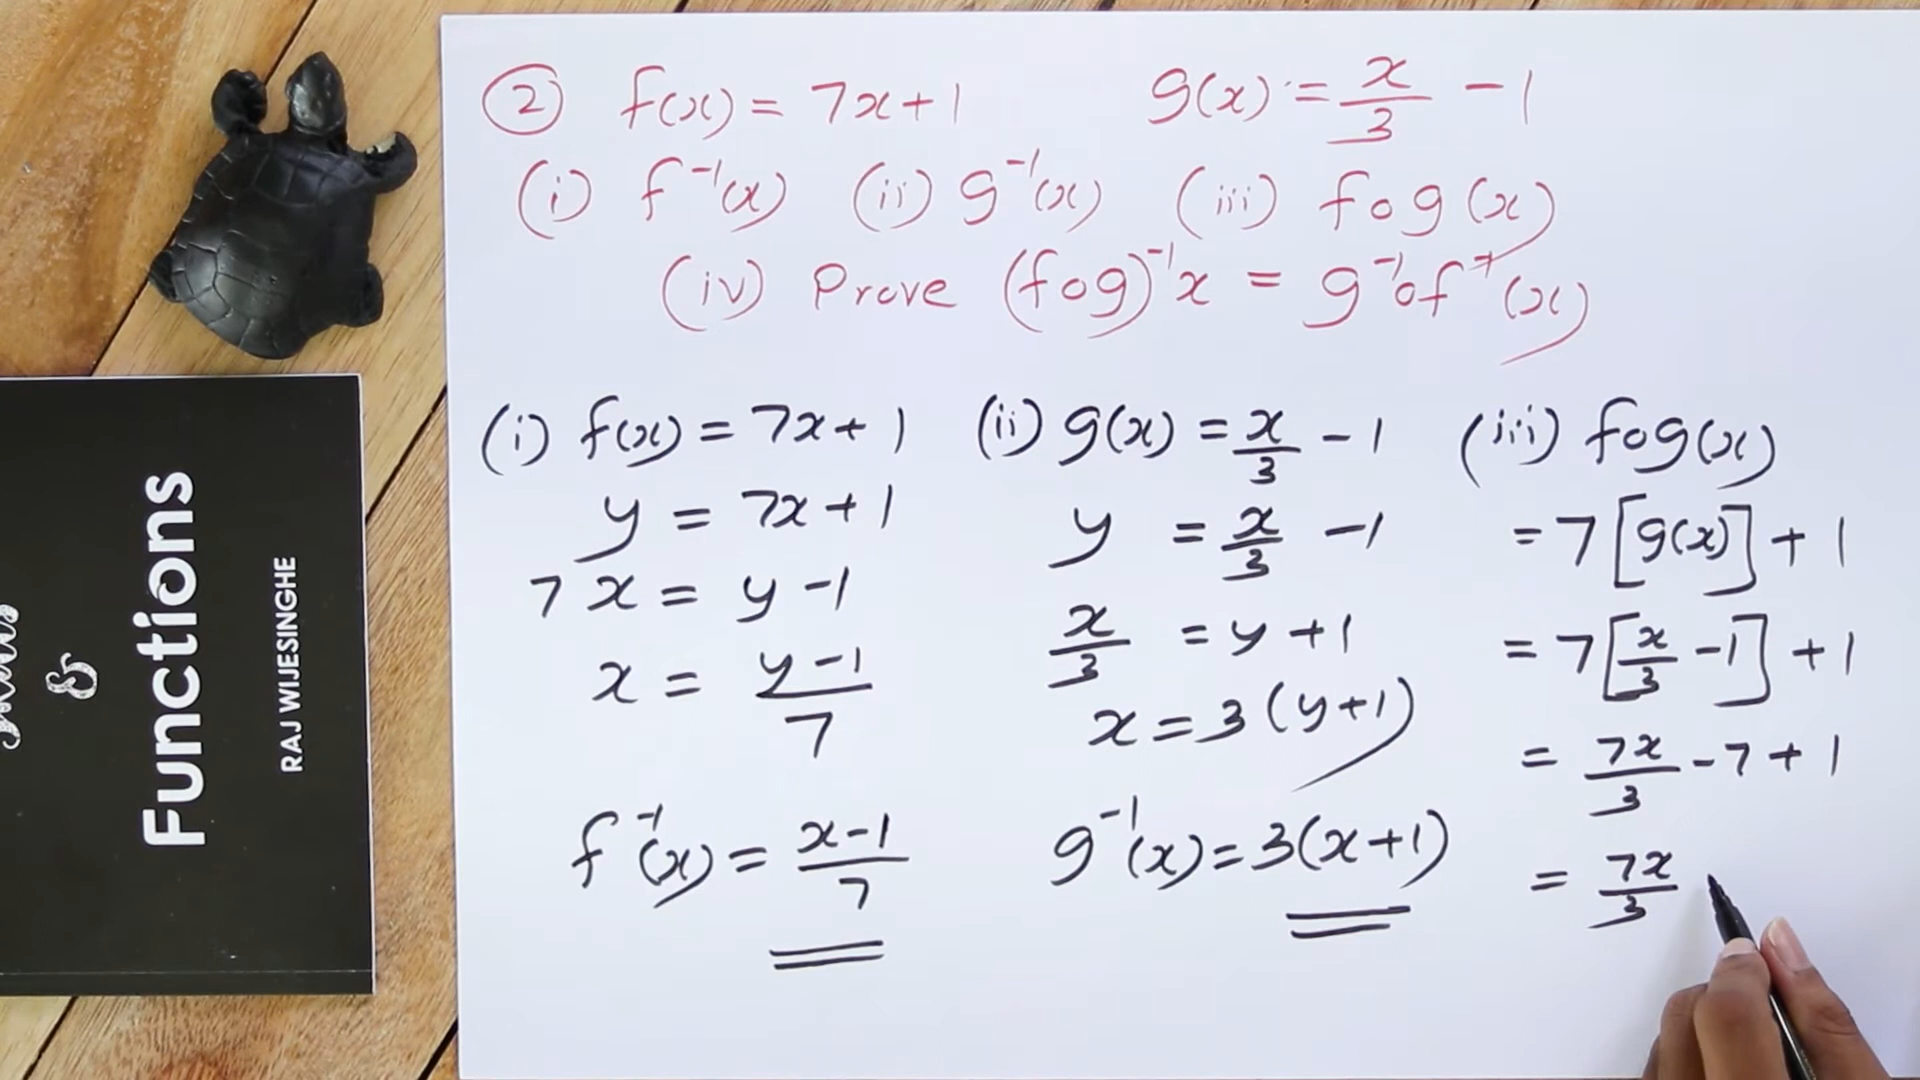 ② f(x) = 7x+1 g(x) = x/3 - 1
(i) f⁻¹(x) (ii) g⁻¹(x) (iii) fog(x)
(iv) Prove (fog)⁻¹x = g⁻¹of⁻¹(x)
(i) f(x) = 7x+1
y = 7x+1
7x = y-1
x = y-1/7
f⁻¹(x) = x-1/7
(ii) g(x) = x/3 - 1
y = x/3 - 1
x/3 = y+1
x = 3(y+1)
g⁻¹(x) = 3(x+1)
(iii) fog(x)
= 7[g(x)] + 1
= 7[x/3 - 1] + 1
= 7x/3 - 7 + 1
= 7x/3
&
Functions
RAJ WIJESINGHE